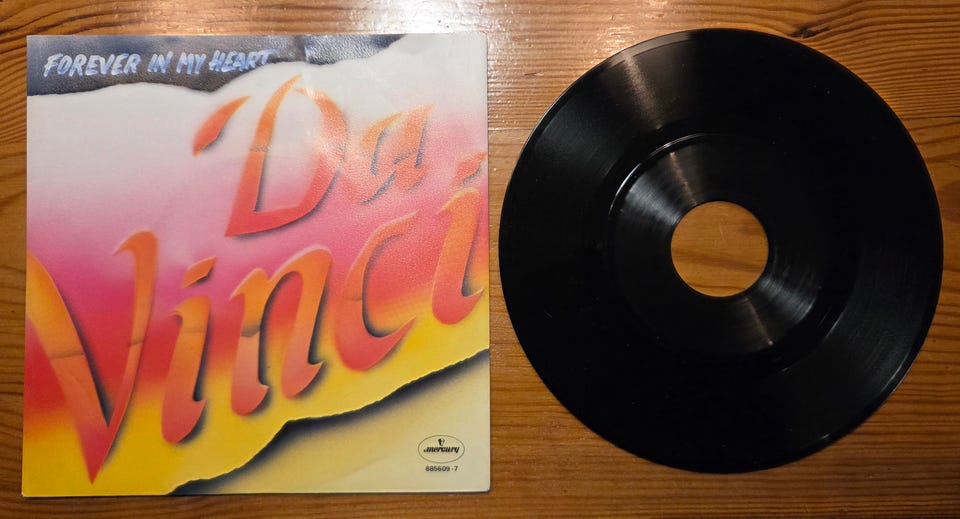 FOREVER IN MY HEART
Da
Vinci
mercury
885609-7